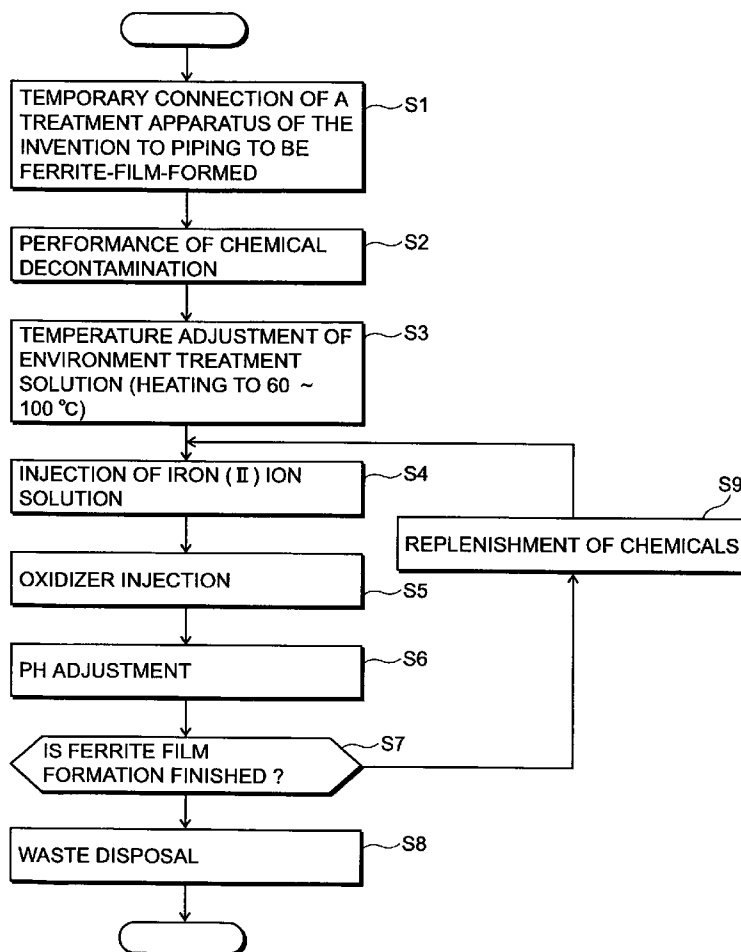 TEMPORARY CONNECTION OF A
TREATMENT APPARATUS OF THE
INVENTION TO PIPING TO BE
FERRITE-FILM-FORMED
S1
PERFORMANCE OF CHEMICAL
DECONTAMINATION
S2
TEMPERATURE ADJUSTMENT OF
ENVIRONMENT TREATMENT
SOLUTION (HEATING TO 60 ~
100 °C)
S3
INJECTION OF IRON (II) ION
SOLUTION
S4
S9
REPLENISHMENT OF CHEMICALS
OXIDIZER INJECTION
S5
PH ADJUSTMENT
S6
IS FERRITE FILM
FORMATION FINISHED ?
S7
WASTE DISPOSAL
S8